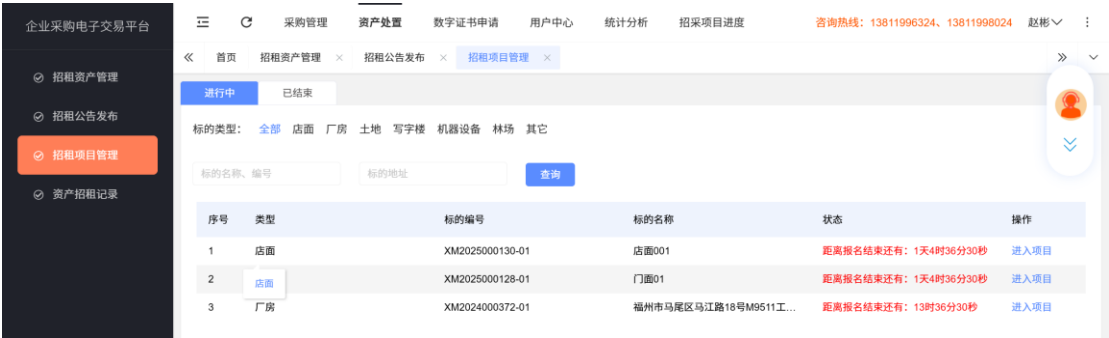 企业采购电子交易平台
采购管理 资产处置 数字证书申请 用户中心 统计分析 招采项目进度 咨询热线：13811996324、13811998024 赵彬
首页 招租资产管理 × 招租公告发布 × 招租项目管理 ×
招租资产管理
招租公告发布
招租项目管理
资产招租记录
进行中 已结束
标的类型： 全部 店面 厂房 土地 写字楼 机器设备 林场 其它
标的名称、编号 标的地址 查询
序号 类型 标的编号 标的名称 状态 操作
1 店面 XM2025000130-01 店面001 距离报名结束还有：1天4时36分30秒 进入项目
2 XM2025000128-01 门面01 距离报名结束还有：1天4时36分30秒 进入项目
店面
3 厂房 XM2024000372-01 福州市马尾区马江路18号M9511工... 距离报名结束还有：13时36分30秒 进入项目